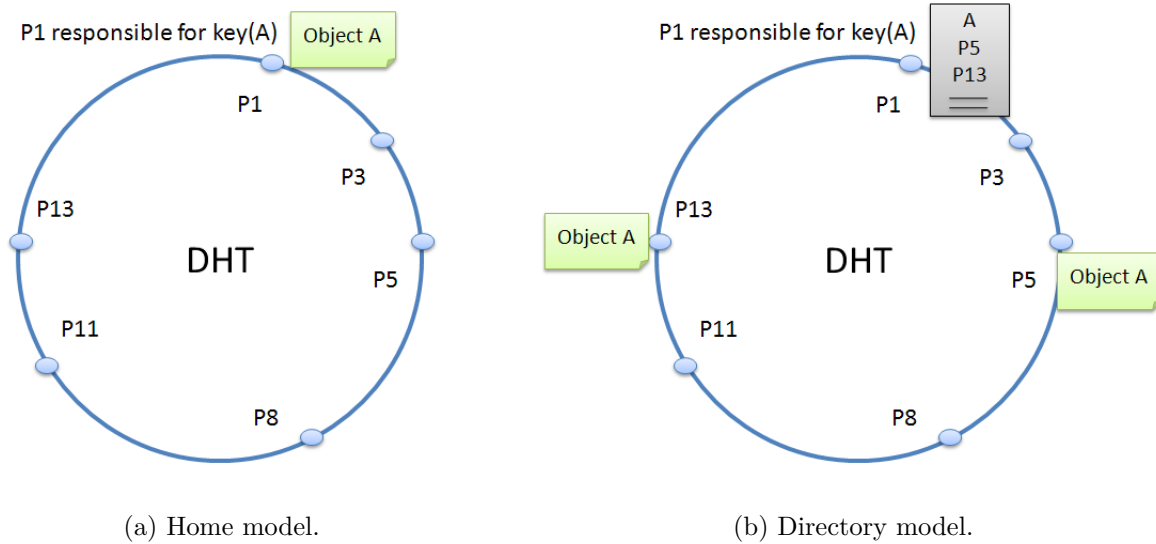 P1 responsible for key(A)
Object A
P1
P3
P13
DHT
P5
P11
P8
(a) Home model.
P1 responsible for key(A)
A
P5
P13
P1
P3
P13
Object A
DHT
P5
Object A
P11
P8
(b) Directory model.